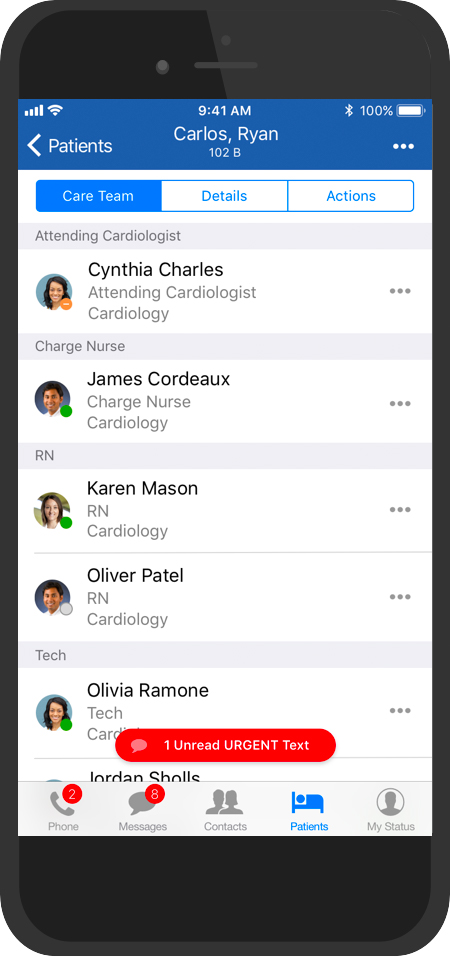 9:41 AM
100%
Patients
Carlos, Ryan
102 B
Care Team
Details
Actions
Attending Cardiologist
Cynthia Charles
Attending Cardiologist
Cardiology
Charge Nurse
James Cordeaux
Charge Nurse
Cardiology
RN
Karen Mason
RN
Cardiology
Oliver Patel
RN
Cardiology
Tech
Olivia Ramone
Tech
1 Unread URGENT Text
Jordan Sholls
2
8
Phone
Messages
Contacts
Patients
My Status